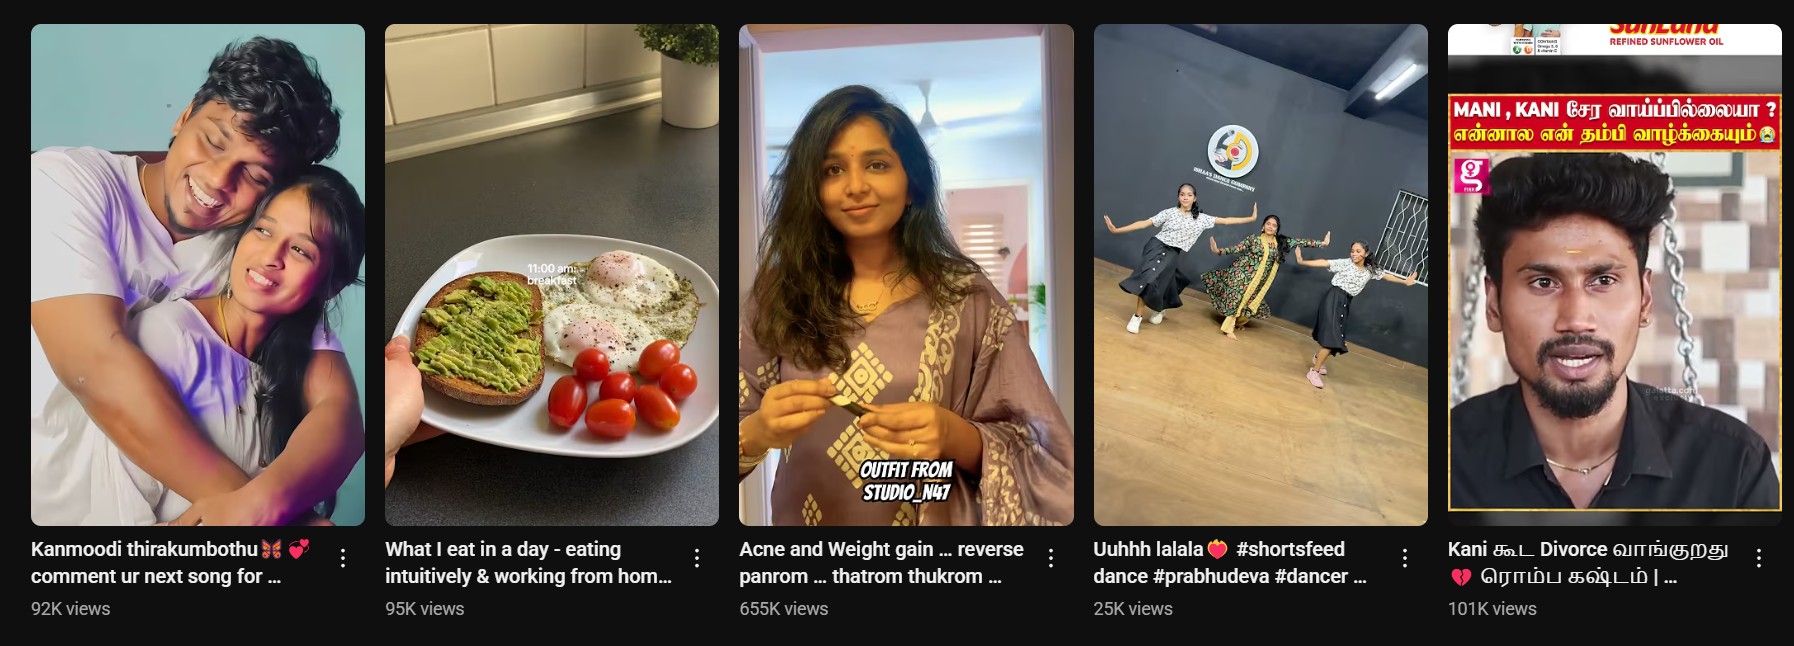 SunLand
REFINED SUNFLOWER OIL
MANI , KANI சேர வாய்ப்பில்லையா ?
என்னால என் தம்பி வாழ்க்கையும்😭
11:00 am:
breakfast
OUTFIT FROM
STUDIO_N47
galatta.com
Kanmoodi thirakumbothu🦋 💞
comment ur next song for ...
92K views
What I eat in a day - eating
intuitively & working from hom...
95K views
Acne and Weight gain ... reverse
panrom ... thatrom thukrom ...
655K views
Uuhhh lalala❤️ #shortsfeed
dance #prabhudeva #dancer ...
25K views
Kani கூட Divorce வாங்குறது
💔 ரொம்ப கஷ்டம் | ...
101K views